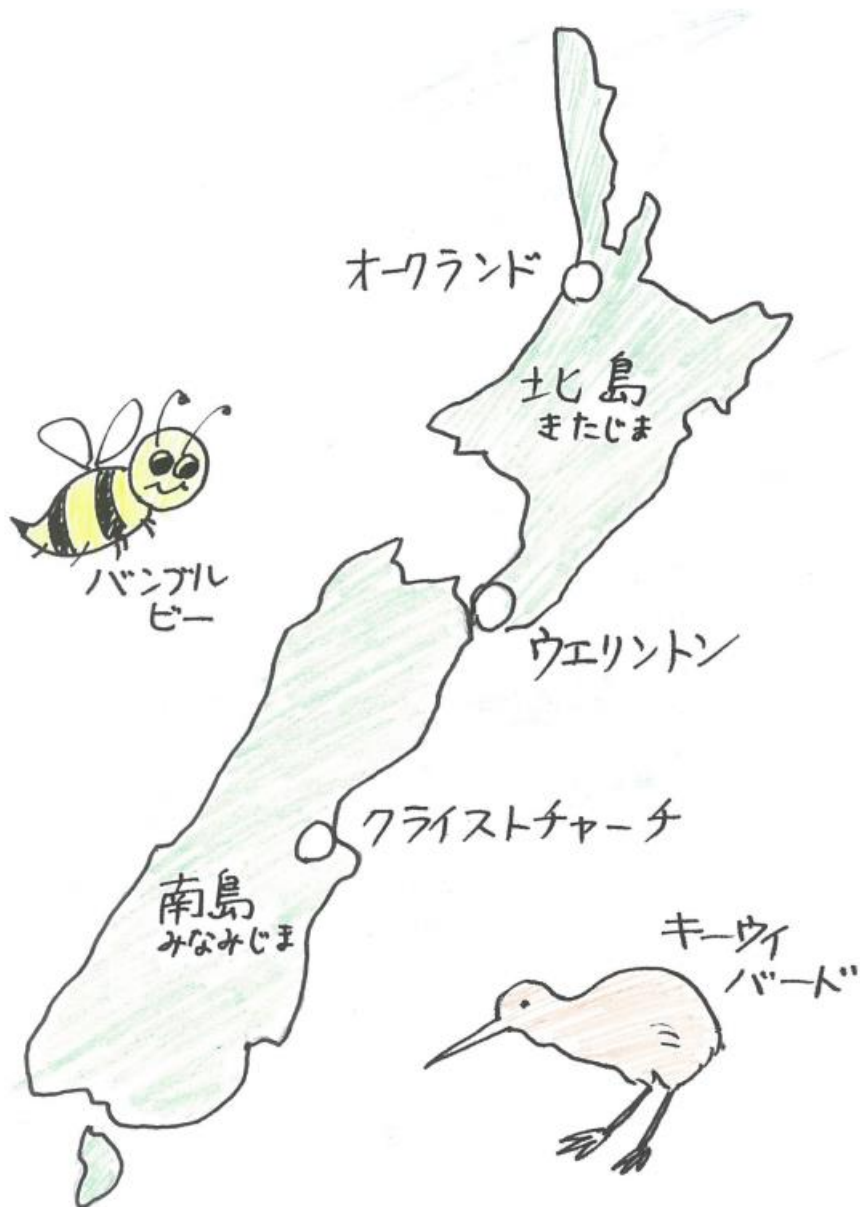 オークランド
北島
きたじま
バンブル
ビー
ウエリントン
クライストチャーチ
南島
みなみじま
キーウィ
バード